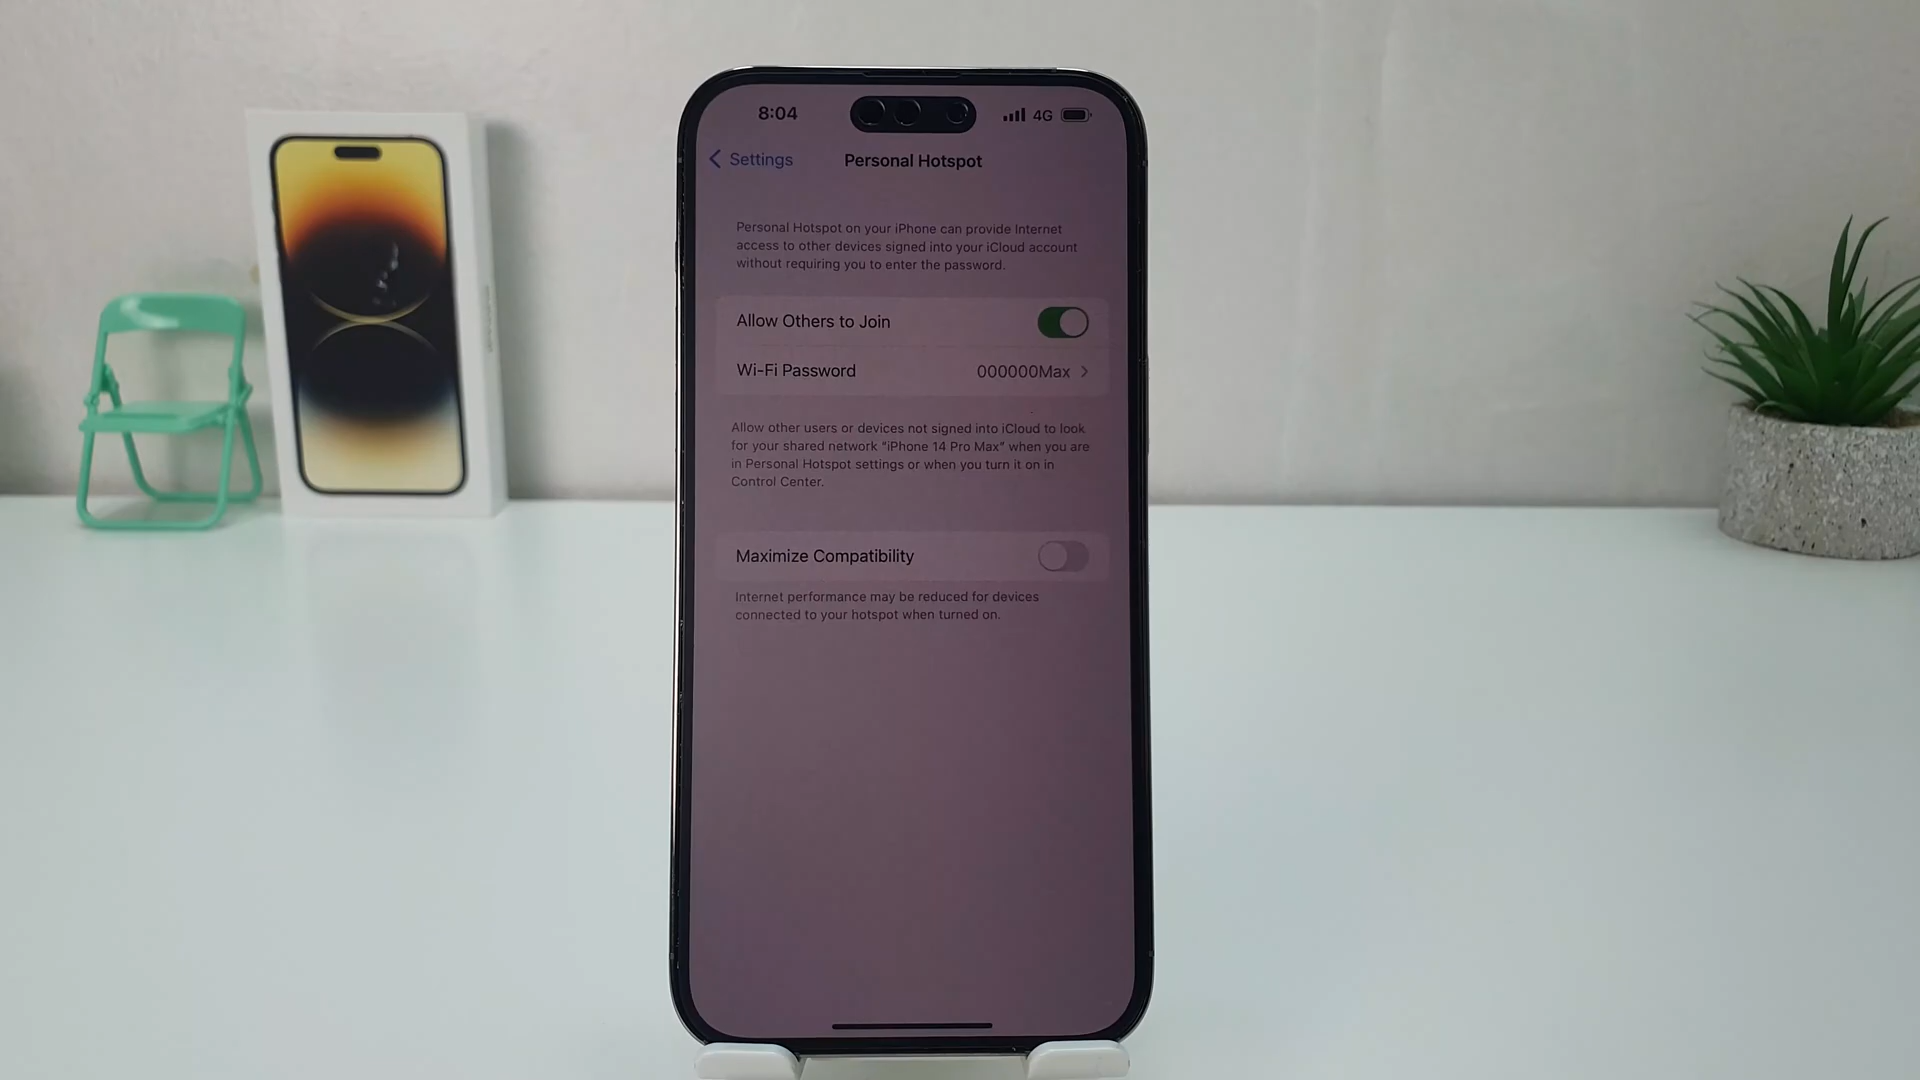 8:04
4G
Settings
Personal Hotspot
Personal Hotspot on your iPhone can provide Internet
access to other devices signed into your iCloud account
without requiring you to enter the password.
Allow Others to Join
Wi-Fi Password 000000Max
Allow other users or devices not signed into iCloud to look
for your shared network "iPhone 14 Pro Max" when you are
in Personal Hotspot settings or when you turn it on in
Control Center.
Maximize Compatibility
Internet performance may be reduced for devices
connected to your hotspot when turned on.